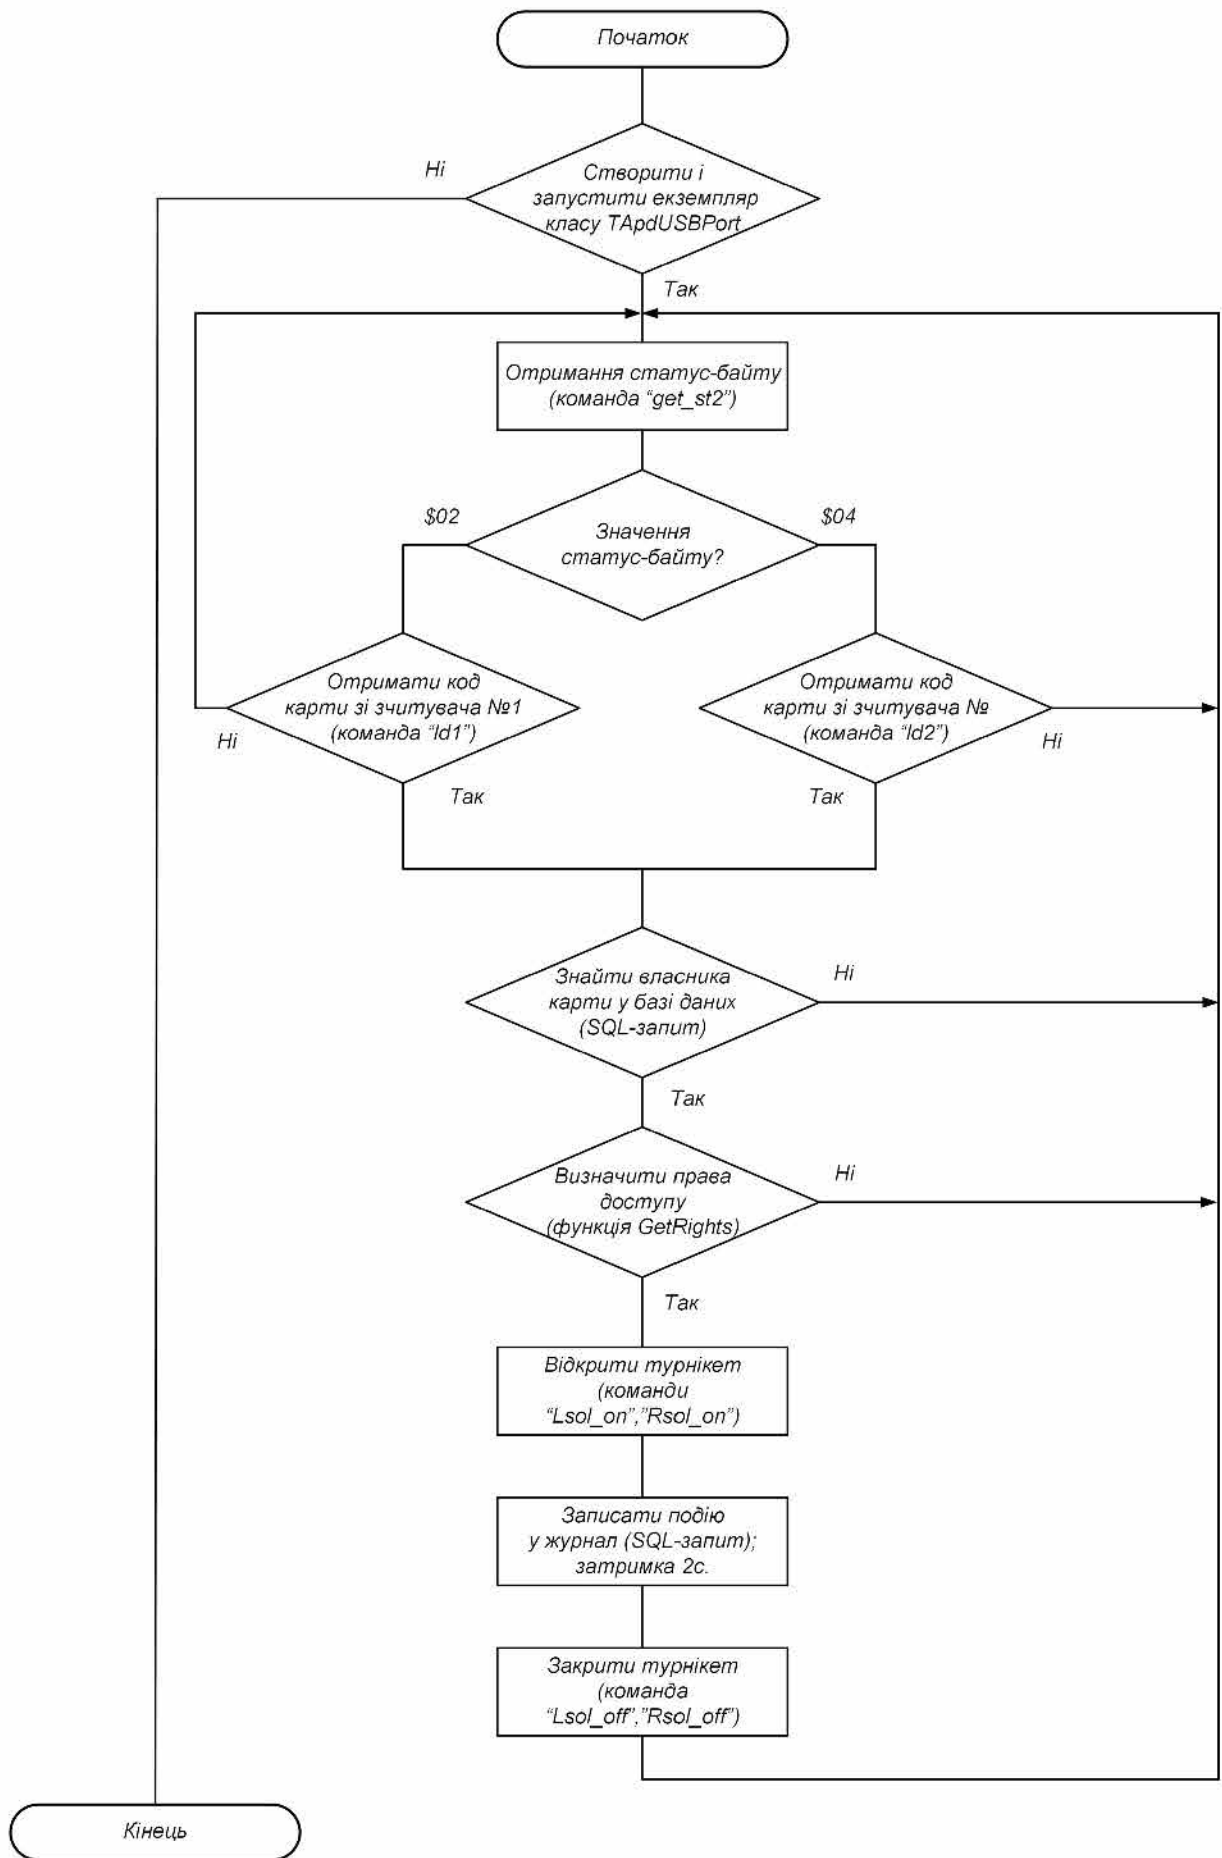 Початок
Ні
Створити і
запустити екземпляр
класу TApdUSBPort
Так
Отримання статус-байту
(команда “get_st2”)
$02
$04
Значення
статус-байту?
Отримати код
карти зі зчитувача №1
(команда “Id1”)
Ні
Так
Отримати код
карти зі зчитувача №
(команда “Id2”)
Ні
Так
Знайти власника
карти у базі даних
(SQL-запит)
Ні
Так
Визначити права
доступу
(функція GetRights)
Ні
Так
Відкрити турнікет
(команди
“Lsol_on”,”Rsol_on”)
Записати подію
у журнал (SQL-запит);
затримка 2с.
Закрити турнікет
(команда
“Lsol_off”,”Rsol_off”)
Кінець